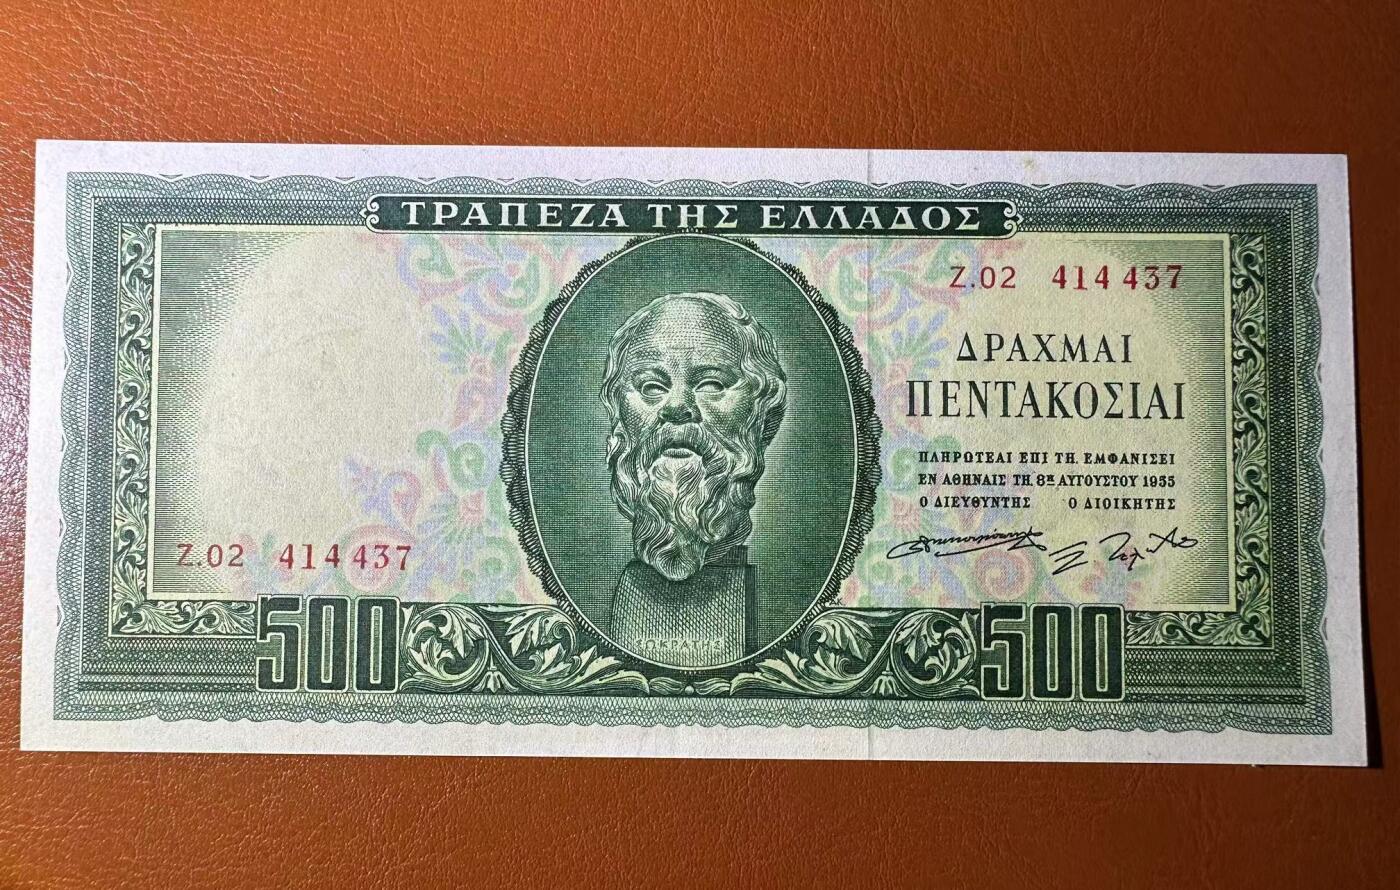 ΤΡΑΠΕΖΑ ΤΗΣ ΕΛΛΑΔΟΣ
Z.02 414437
ΔΡΑΧΜΑΙ
ΠΕΝΤΑΚΟΣΙΑΙ
ΠΛΗΡΩΤΕΑΙ ΕΠΙ ΤΗ ΕΜΦΑΝΙΣΕΙ
ΕΝ ΑΘΗΝΑΙΣ ΤΗ 8ῃ ΑΥΓΟΥΣΤΟΥ 1955
Ο ΔΙΕΥΘΥΝΤΗΣ Ο ΔΙΟΙΚΗΤΗΣ
Z.02 414437
ΣΩΚΡΑΤΗΣ
500 500